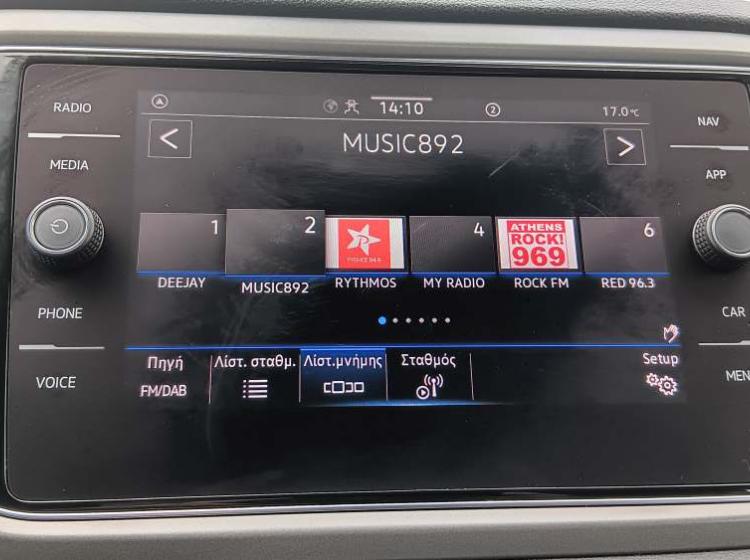 RADIO
MEDIA
PHONE
VOICE
14:10
2
17.0°C
MUSIC892
1
2
4
ATHENS
ROCK!
969
6
DEEJAY
MUSIC892
RYTHMOS
MY RADIO
ROCK FM
RED 96.3
Πηγή
FM/DAB
Λίστ. σταθμ.
Λίστ.μνήμης
Σταθμός
Setup
NAV
APP
CAR
MEN